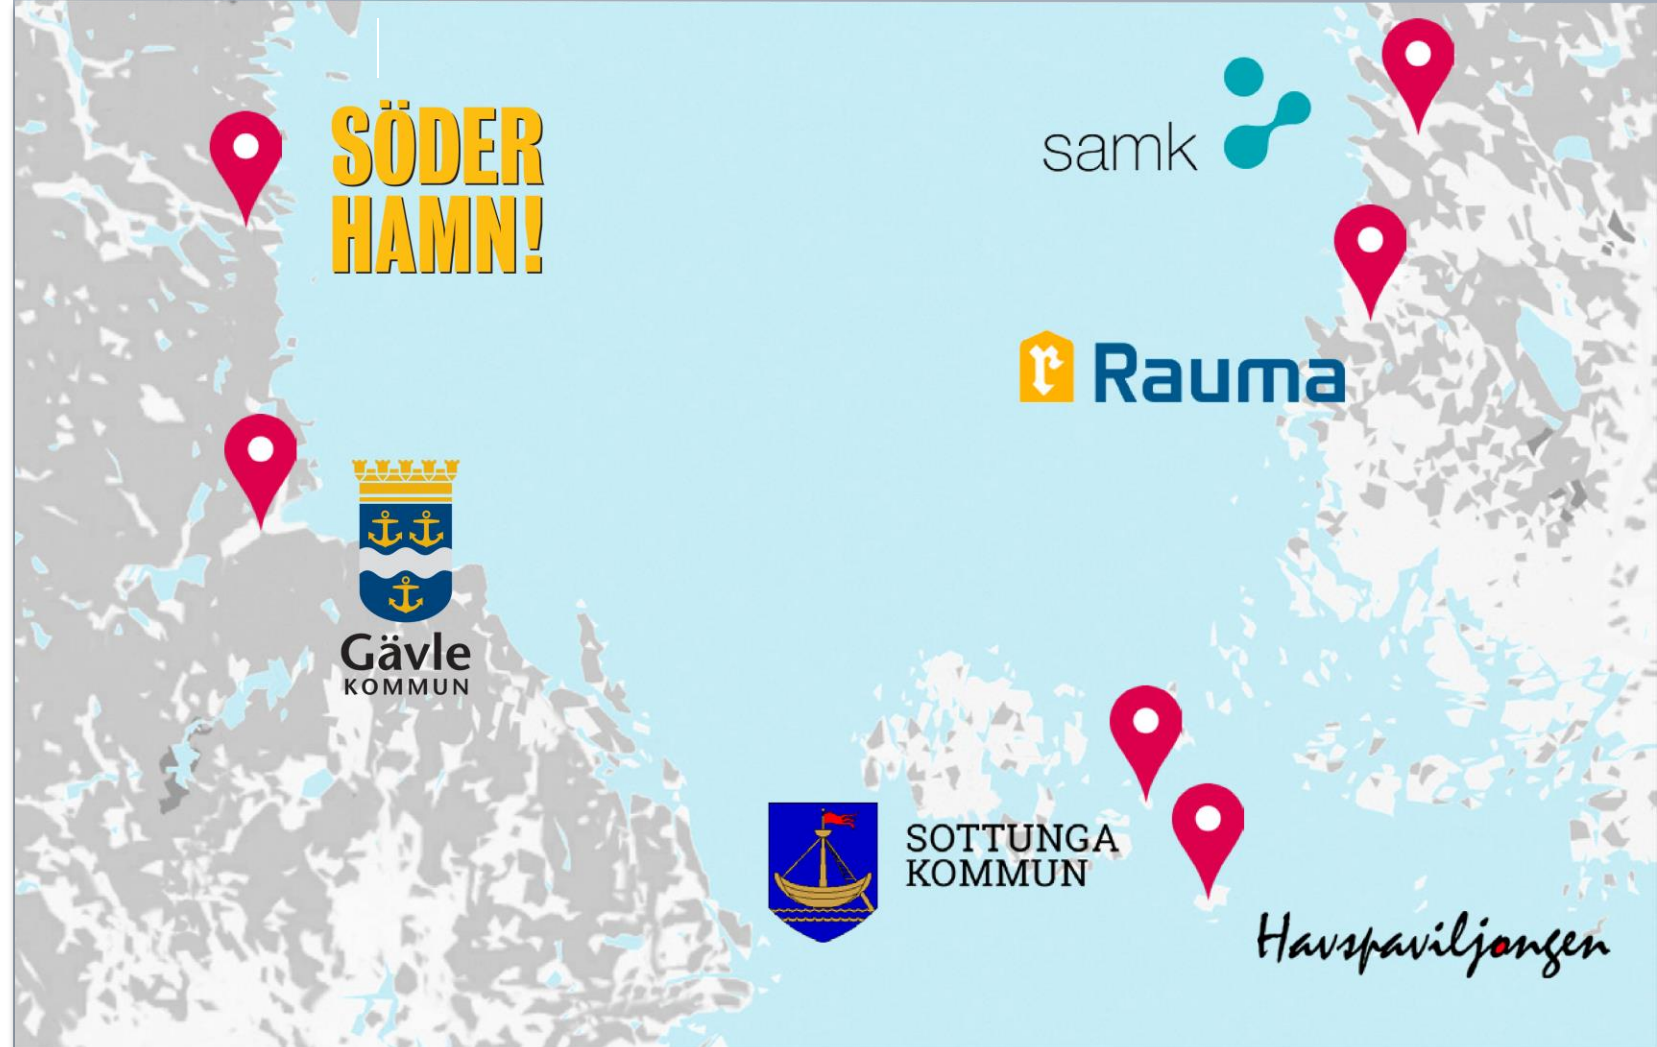 SÖDER
HAMN!
samk
r Rauma
Gävle
KOMMUN
SOTTUNGA
KOMMUN
Havspaviljongen